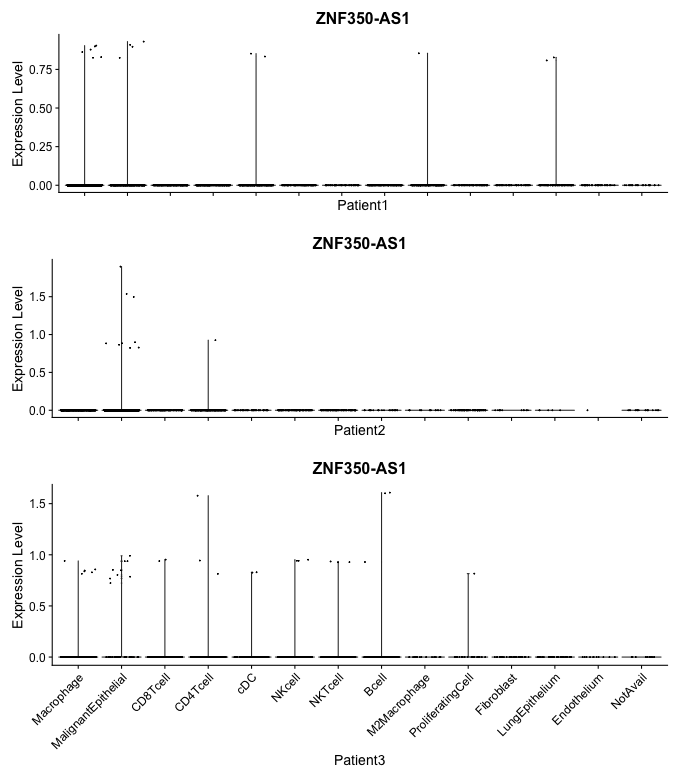 ZNF350-AS1
Expression Level
0.75
0.50
0.25
0.00
Patient1
ZNF350-AS1
Expression Level
1.5
1.0
0.5
0.0
Patient2
ZNF350-AS1
Expression Level
1.5
1.0
0.5
0.0
Macrophage
MalignantEpithelial
CD8Tcell
CD4Tcell
cDC
NKcell
NKTcell
Bcell
M2Macrophage
ProliferatingCell
Fibroblast
LungEpithelium
Endothelium
NotAvail
Patient3